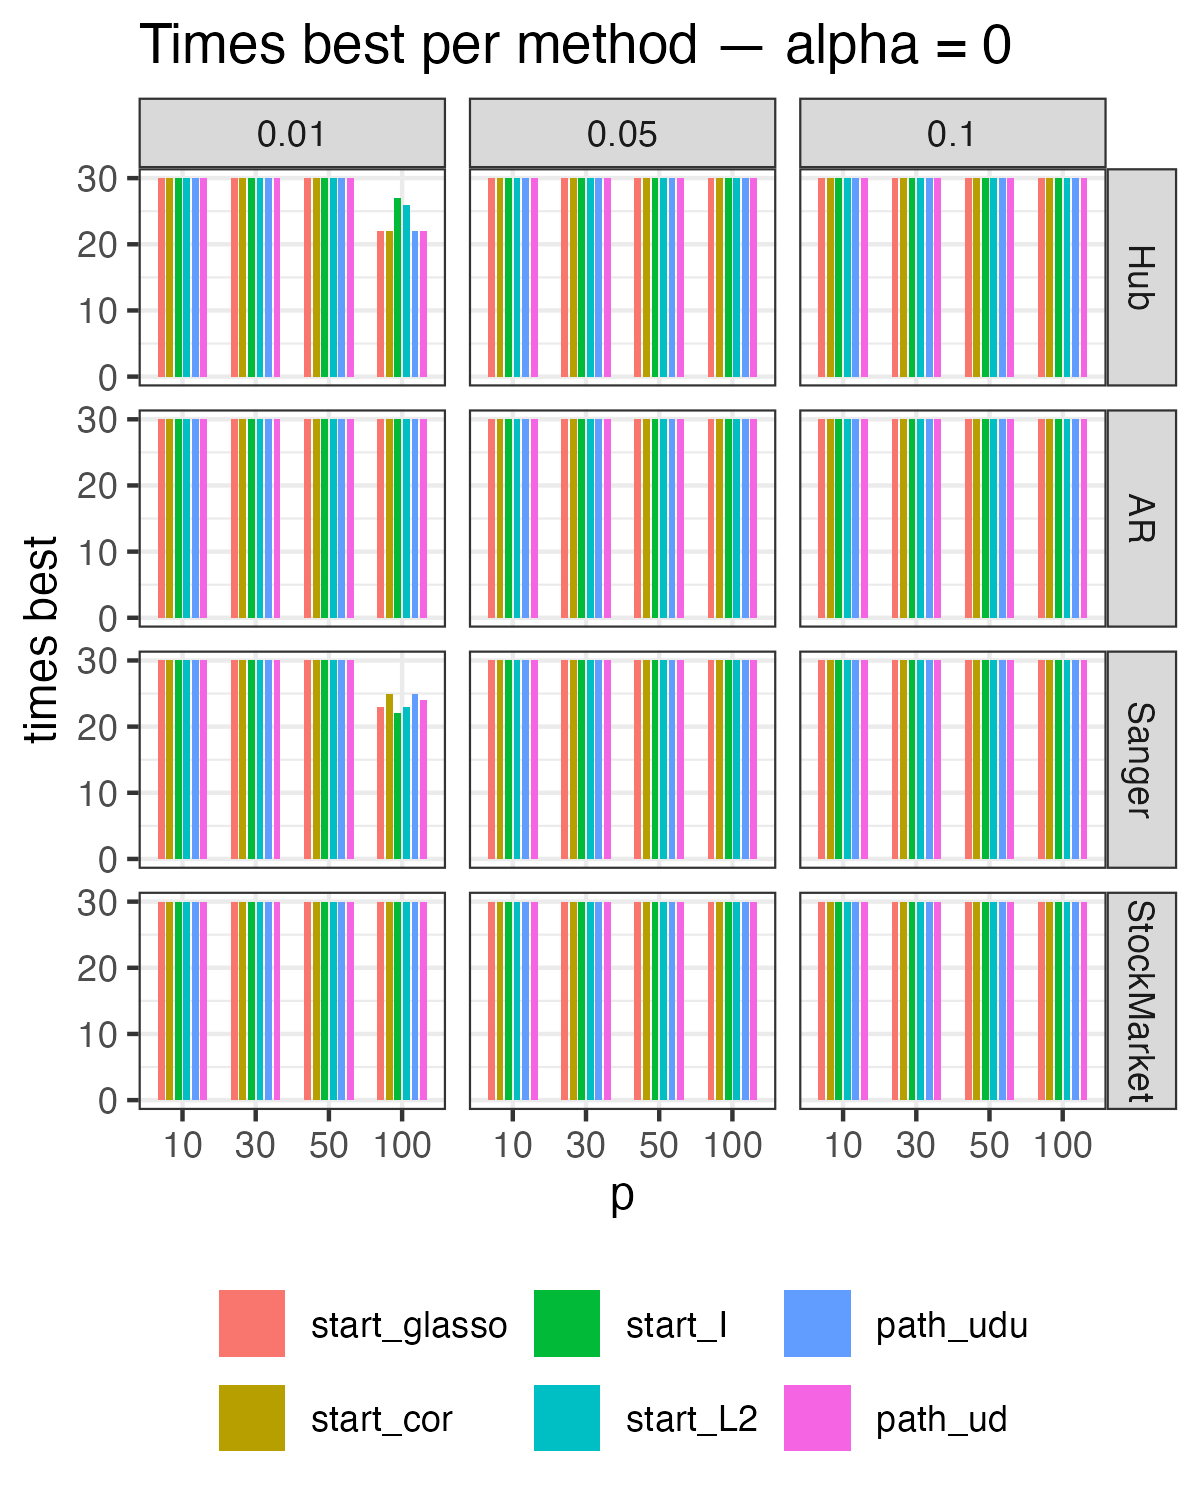 Times best per method — alpha = 0
0.01 0.05 0.1
30
20
10
0
Hub
30
20
10
0
AR
times best
30
20
10
0
Sanger
30
20
10
0
StockMarket
10 30 50 100 10 30 50 100 10 30 50 100
p
start_glasso start_I path_udu
start_cor start_L2 path_ud